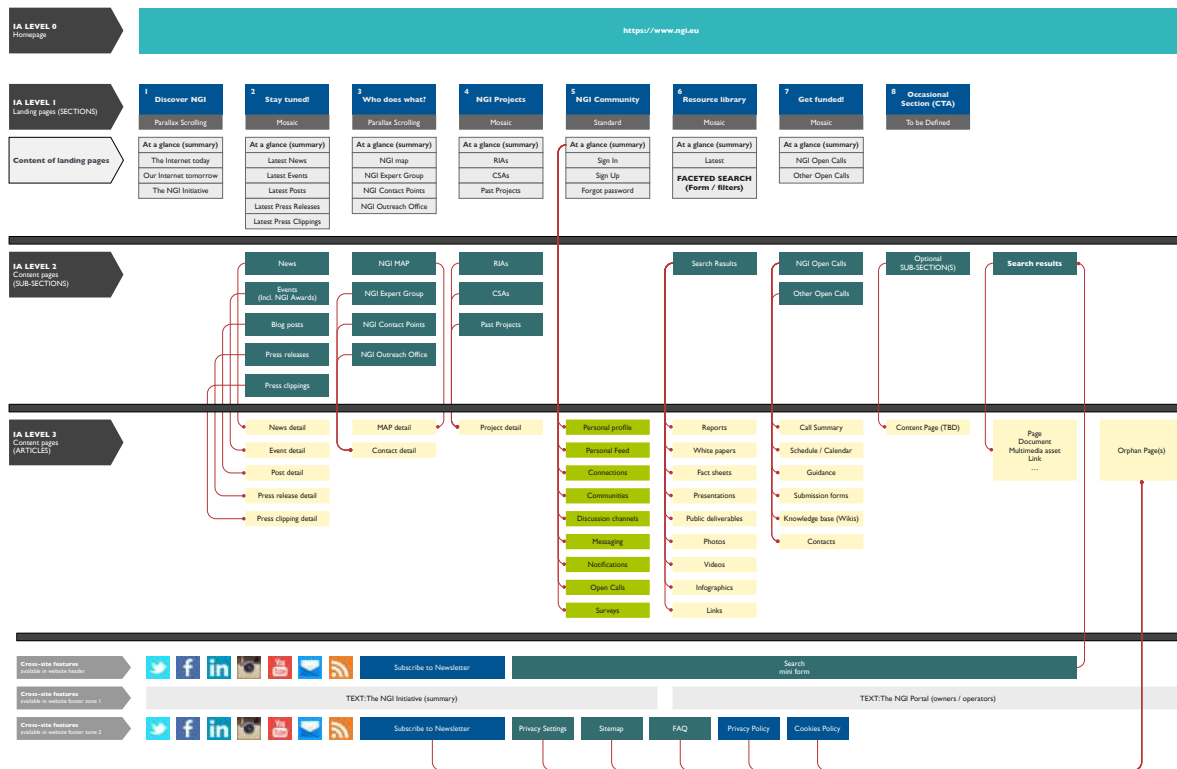 IA LEVEL 0
Homepage
https://www.ngi.eu
IA LEVEL 1
Landing pages (SECTIONS)
1
Discover NGI
Parallax Scrolling
2
Stay tuned!
Mosaic
3
Who does what?
Parallax Scrolling
4
NGI Projects
Mosaic
5
NGI Community
Standard
6
Resource library
Mosaic
7
Get funded!
Mosaic
8
Occasional
Section (CTA)
To be Defined
Content of landing pages
At a glance (summary)
The Internet today
Our Internet tomorrow
The NGI Initiative
At a glance (summary)
Latest News
Latest Events
Latest Posts
Latest Press Releases
Latest Press Clippings
At a glance (summary)
NGI map
NGI Expert Group
NGI Contact Points
NGI Outreach Office
At a glance (summary)
RIAs
CSAs
Past Projects
At a glance (summary)
Sign In
Sign Up
Forgot password
At a glance (summary)
Latest
FACETED SEARCH
(Form / filters)
At a glance (summary)
NGI Open Calls
Other Open Calls
IA LEVEL 2
Content pages
(SUB-SECTIONS)
News
Events
(Incl. NGI Awards)
Blog posts
Press releases
Press clippings
NGI MAP
NGI Expert Group
NGI Contact Points
NGI Outreach Office
RIAs
CSAs
Past Projects
Search Results
NGI Open Calls
Other Open Calls
Optional
SUB-SECTION(S)
Search results
IA LEVEL 3
Content pages
(ARTICLES)
News detail
Event detail
Post detail
Press release detail
Press clipping detail
MAP detail
Contact detail
Project detail
Personal profile
Personal Feed
Connections
Communities
Discussion channels
Messaging
Notifications
Open Calls
Surveys
Reports
White papers
Fact sheets
Presentations
Public deliverables
Photos
Videos
Infographics
Links
Call Summary
Schedule / Calendar
Guidance
Submission forms
Knowledge base (Wikis)
Contacts
Content Page (TBD)
Page
Document
Multimedia asset
Link
...
Orphan Page(s)
Cross-site features
available in website header
You
Tube
Subscribe to Newsletter
Search
mini form
Cross-site features
available in website footer zone 1
TEXT: The NGI Initiative (summary)
TEXT: The NGI Portal (owners / operators)
Cross-site features
available in website footer zone 2
You
Tube
Subscribe to Newsletter
Privacy Settings
Sitemap
FAQ
Privacy Policy
Cookies Policy